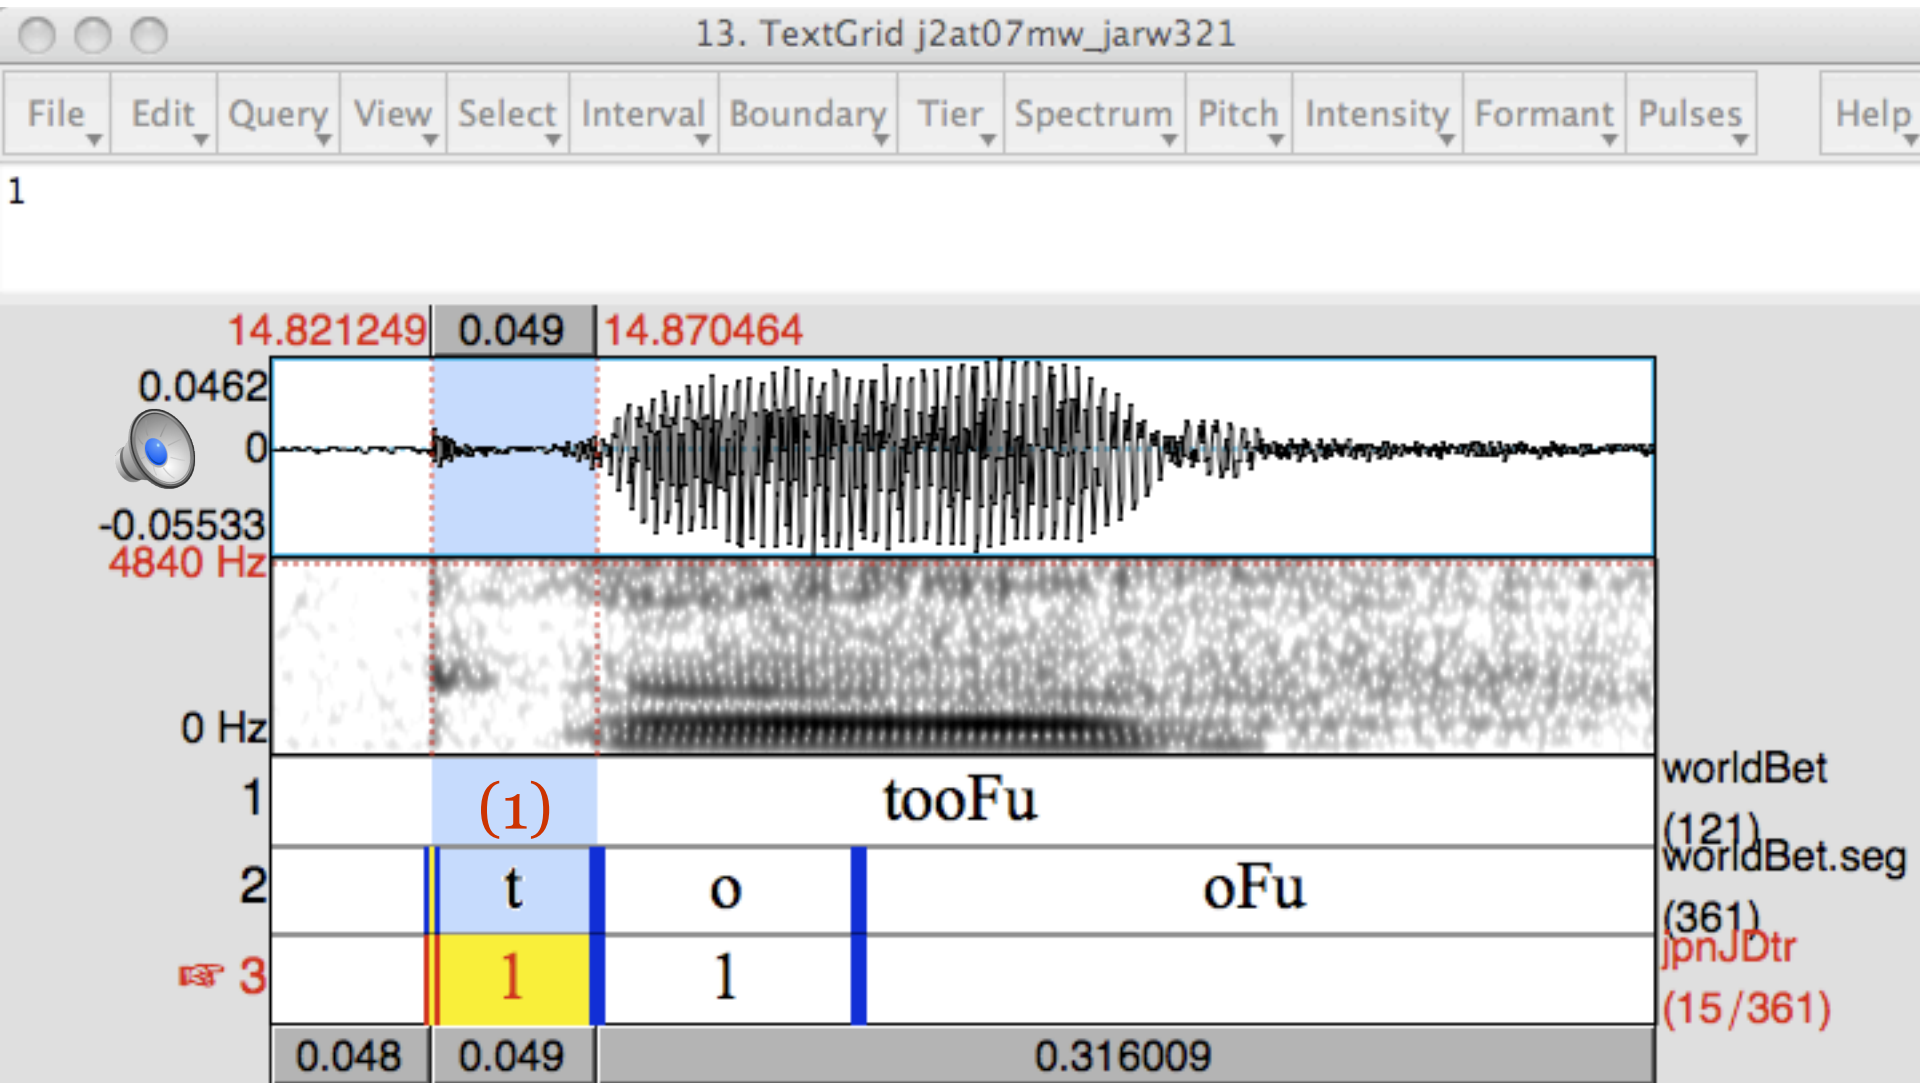 13. TextGrid j2at07mw_jarw321
File Edit Query View Select Interval Boundary Tier Spectrum Pitch Intensity Formant Pulses Help
1
14.821249 0.049 14.870464
0.0462
0
-0.05533
4840 Hz
0 Hz
1 (1) tooFu worldBet
(121)
2 t o oFu worldBet.seg
(361)
3 1 1 jpnJDtr
(15/361)
0.048 0.049 0.316009